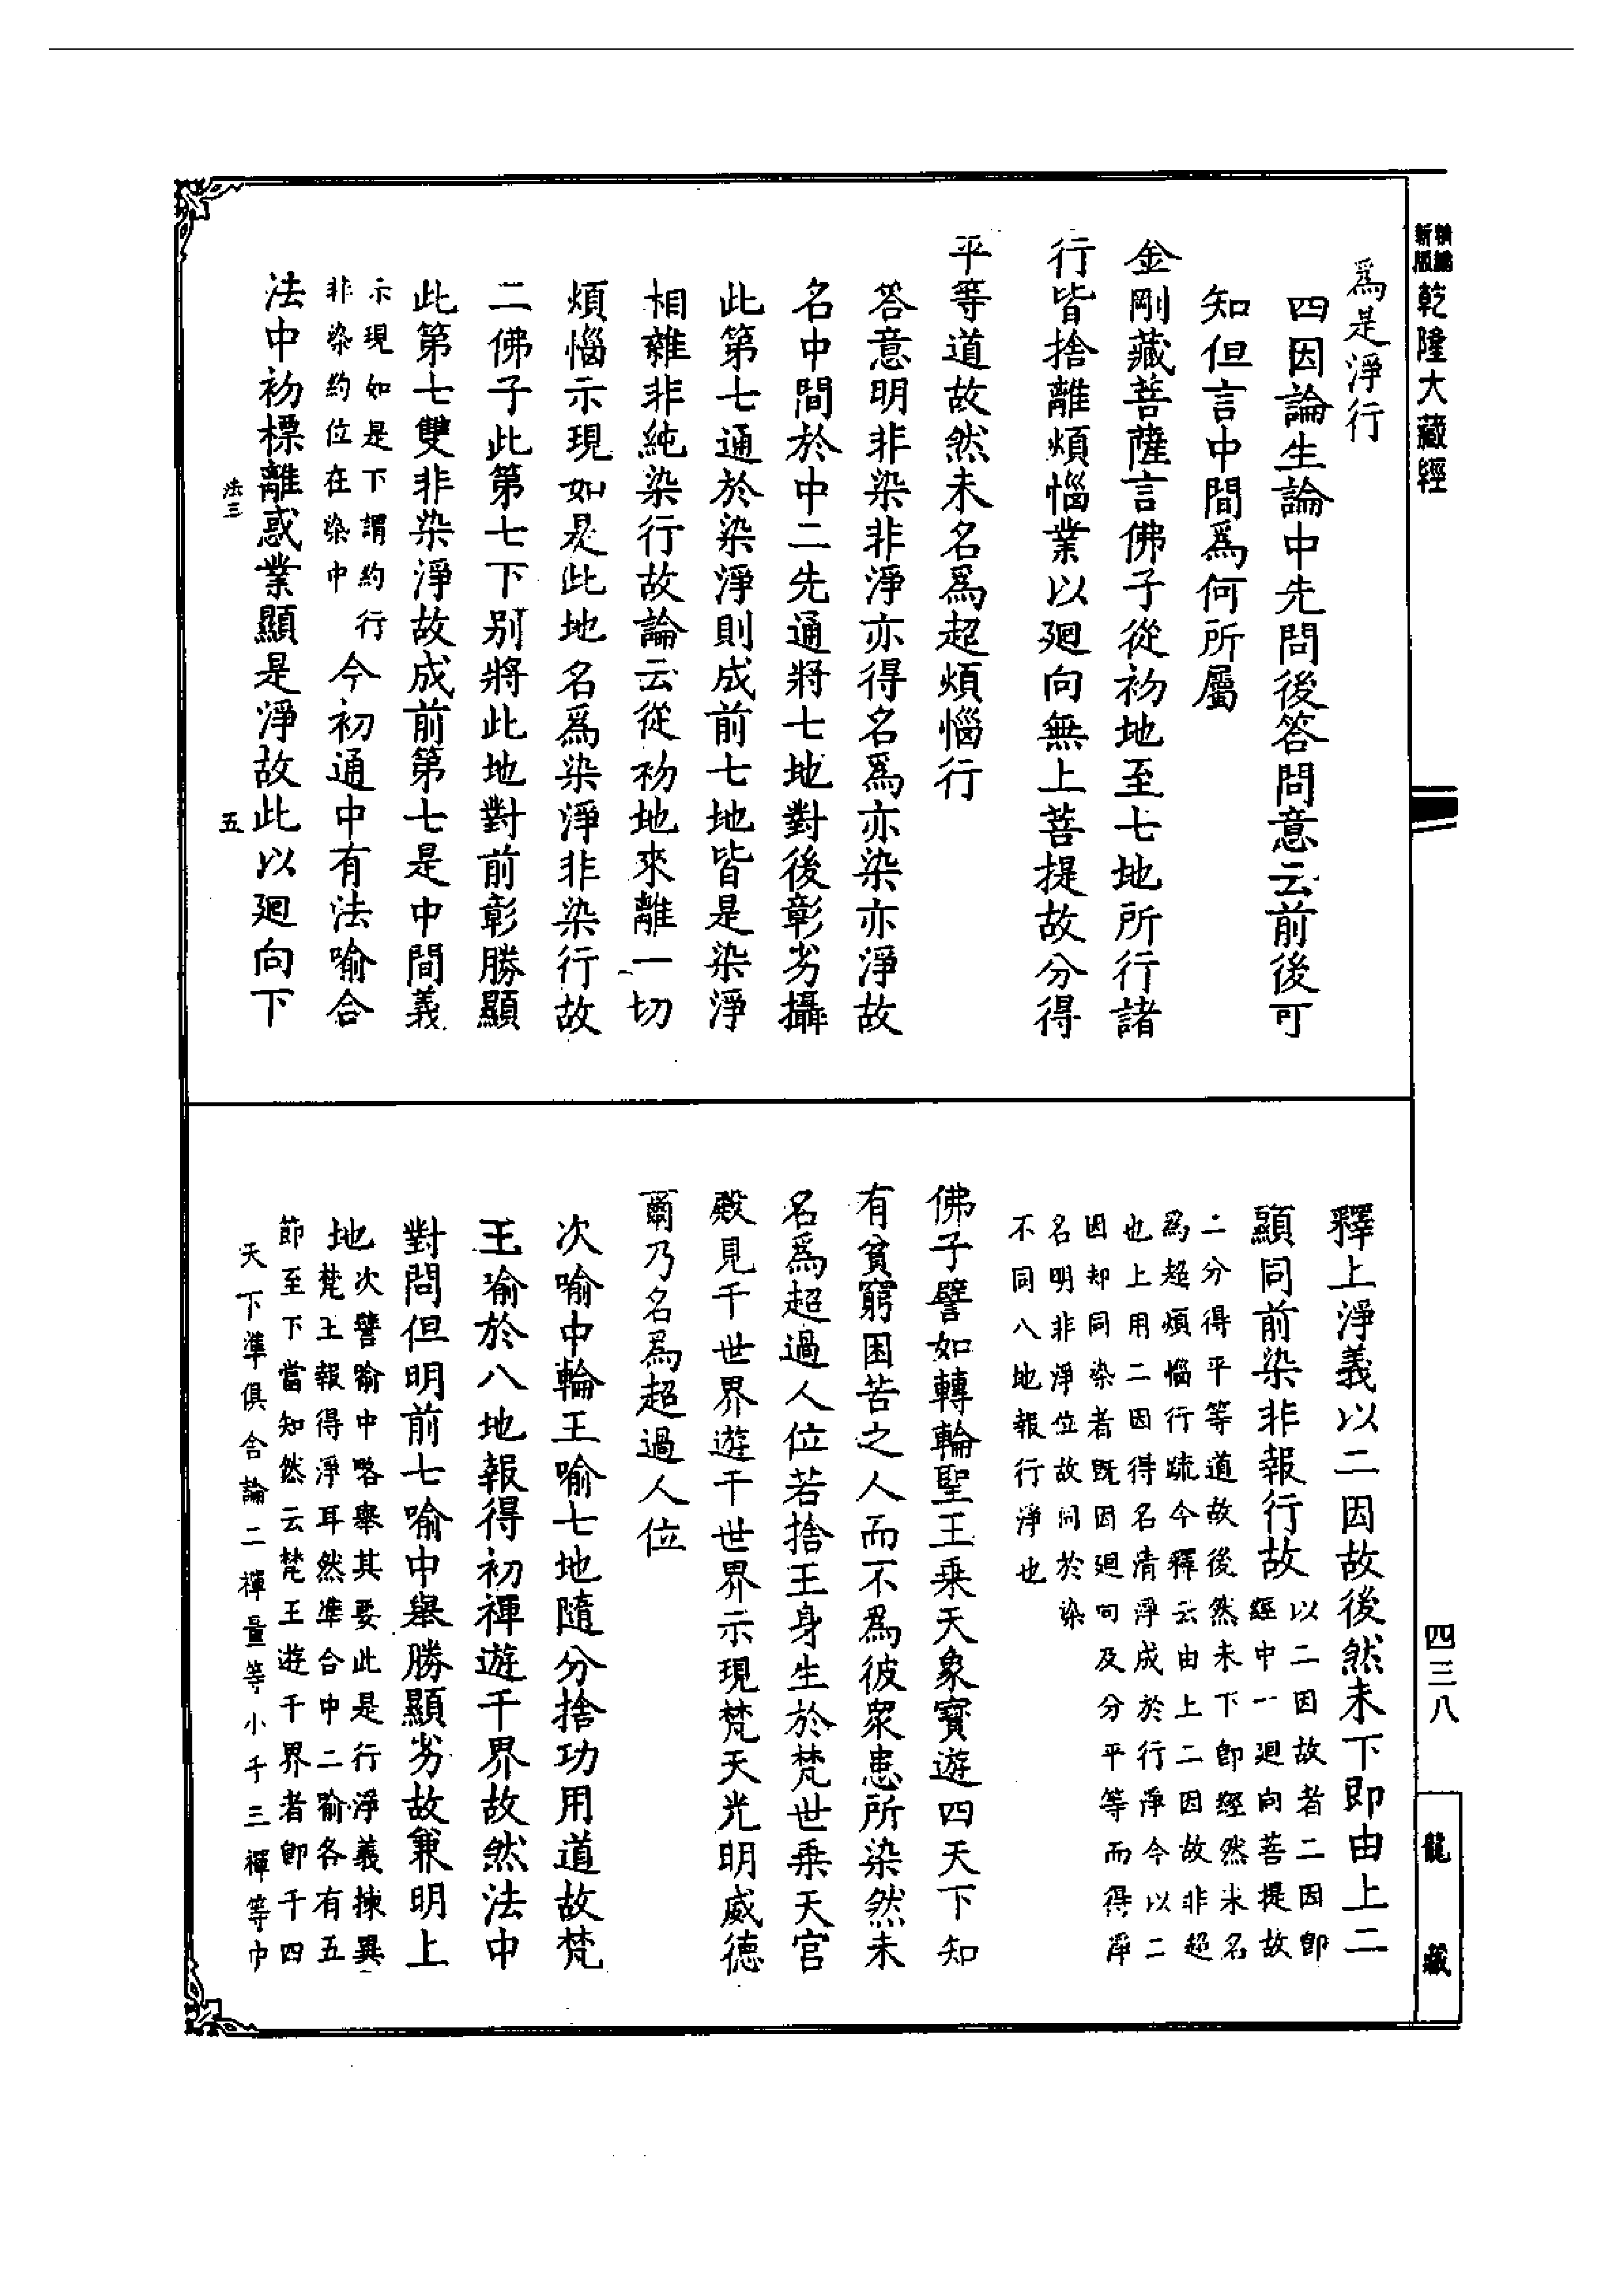 新版
精編
乾隆大藏經
爲是淨行
四因論生論中先問後答問意云前後可
知但言中間爲何所屬
金剛藏菩薩言佛子從初地至七地所行諸
行皆捨離煩惱業以廻向無上菩提故分得
平等道故然未名爲超煩惱行
答意明非染非淨亦得名爲亦染亦淨故
名中間於中二先通將七地對後彰劣攝
此第七通於染淨則成前七地皆是染淨
相雜非純染行故論云從初地來離一切
煩惱示現如是此地名爲染淨非染行故
二佛子此第七下別將此地對前彰勝顯
此第七雙非染淨故成前第七是中間義
示現如是下謂約行
非染約位在染中
今初通中有法喻合
法中初標離惑業顯是淨故此以廻向下
法三
五
釋上淨義以二因故後然未下即由上二
顯同前染非報行故
以二因故者二因即
經中一廻向菩提故
二分得平等道故後然未下即經然未名
爲超煩惱行疏今釋云由上二因故非超
也上用二因得名清淨成於行淨今以二
因却同染者既因廻向及分平等而得淨
名明非淨位故同於染
不同八地報行淨也
佛子譬如轉輪聖王乘天象寶遊四天下知
有貧窮困苦之人而不爲彼眾患所染然未
名爲超過人位若捨王身生於梵世乘天宮
殿見千世界遊千世界示現梵天光明威德
爾乃名爲超過人位
次喻中輪王喻七地隨分捨功用道故梵
王喻於八地報得初禪遊千界故然法中
對問但明前七喻中舉勝顯劣故兼明上
地
次譬喻中略舉其要此是行淨義揀異
梵王報得淨耳然準合中二喻各有五
節至下當知然云梵王遊千界者即千四
天下準俱舍論二禪量等小千三禪等中
四三八
龍藏